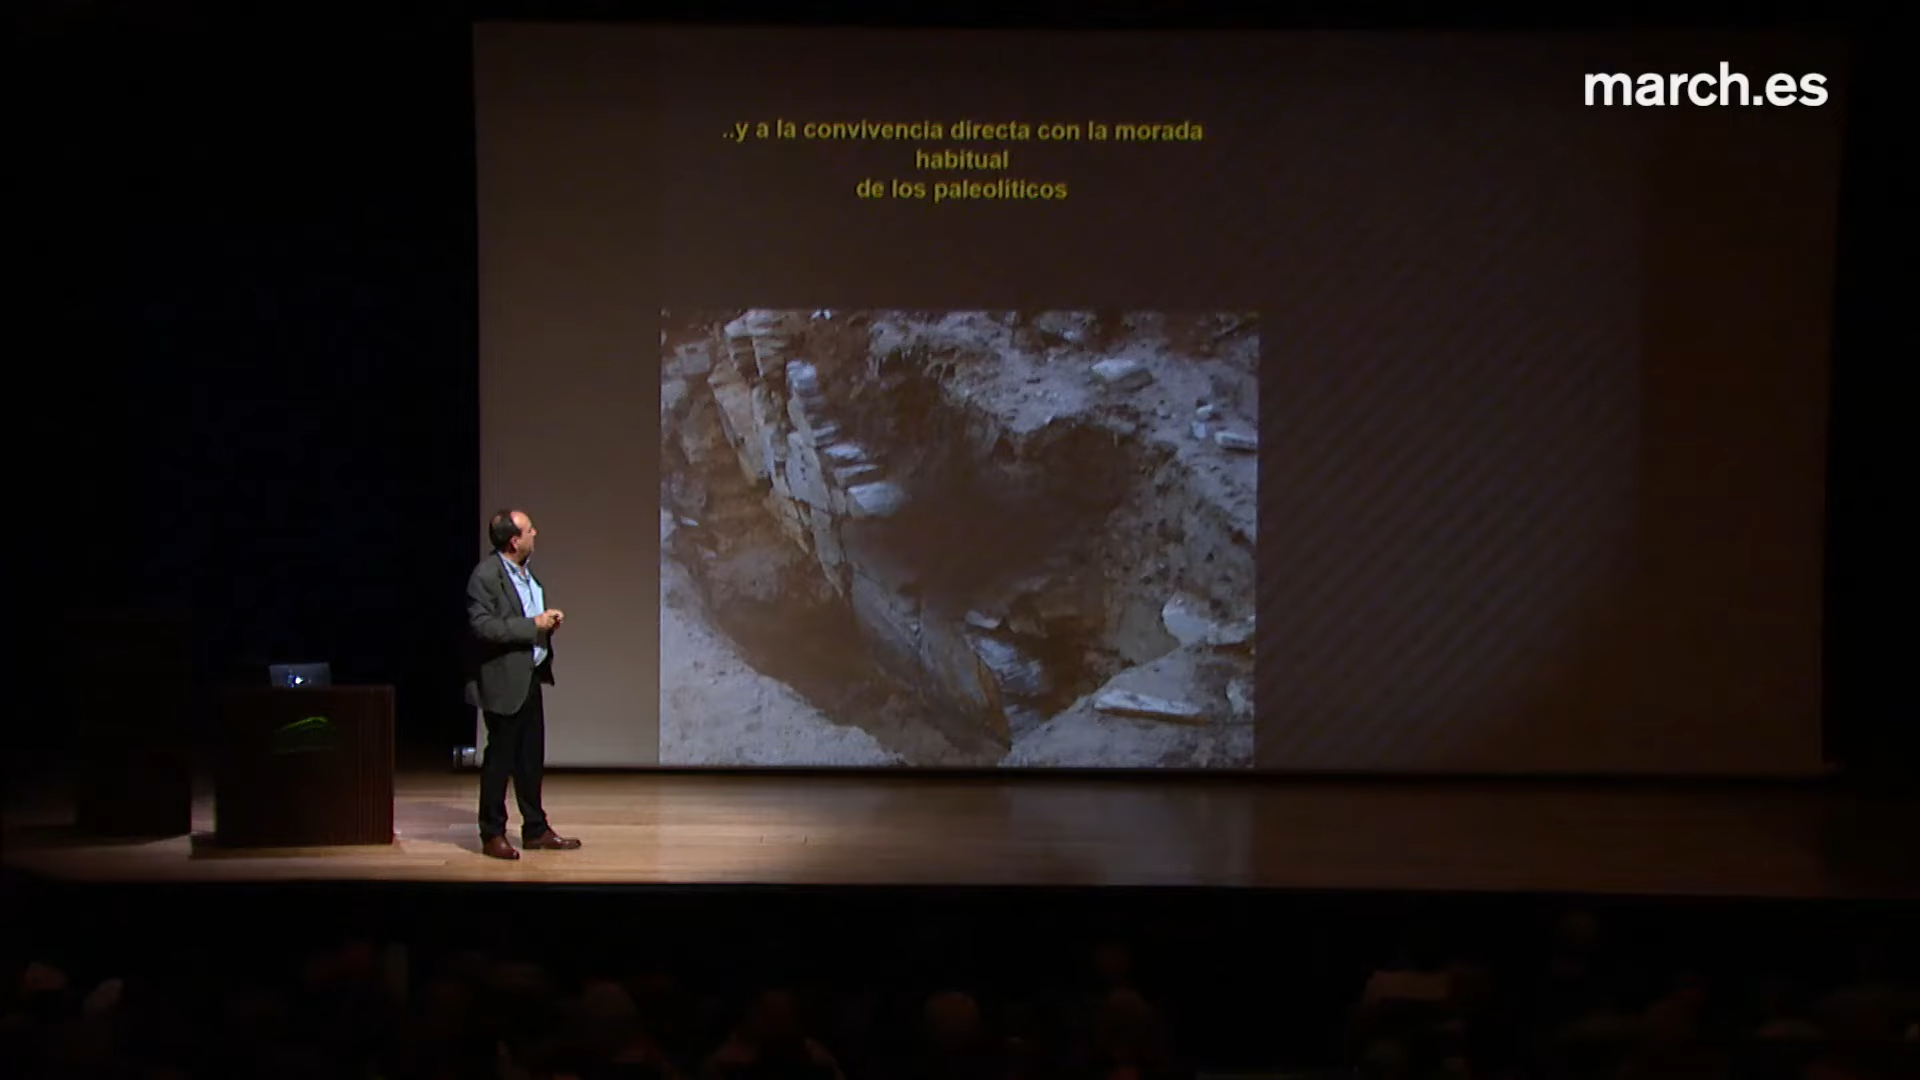 march.es
..y a la convivencia directa con la morada
habitual
de los paleolíticos